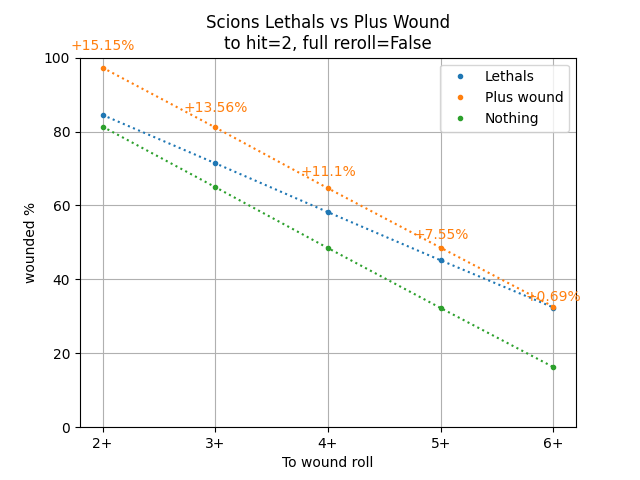 Scions Lethals vs Plus Wound
to hit=2, full reroll=False
+15.15%
+13.56%
+11.1%
+7.55%
+0.69%
Lethals
Plus wound
Nothing
100
80
60
40
20
0
wounded %
2+
3+
4+
5+
6+
To wound roll